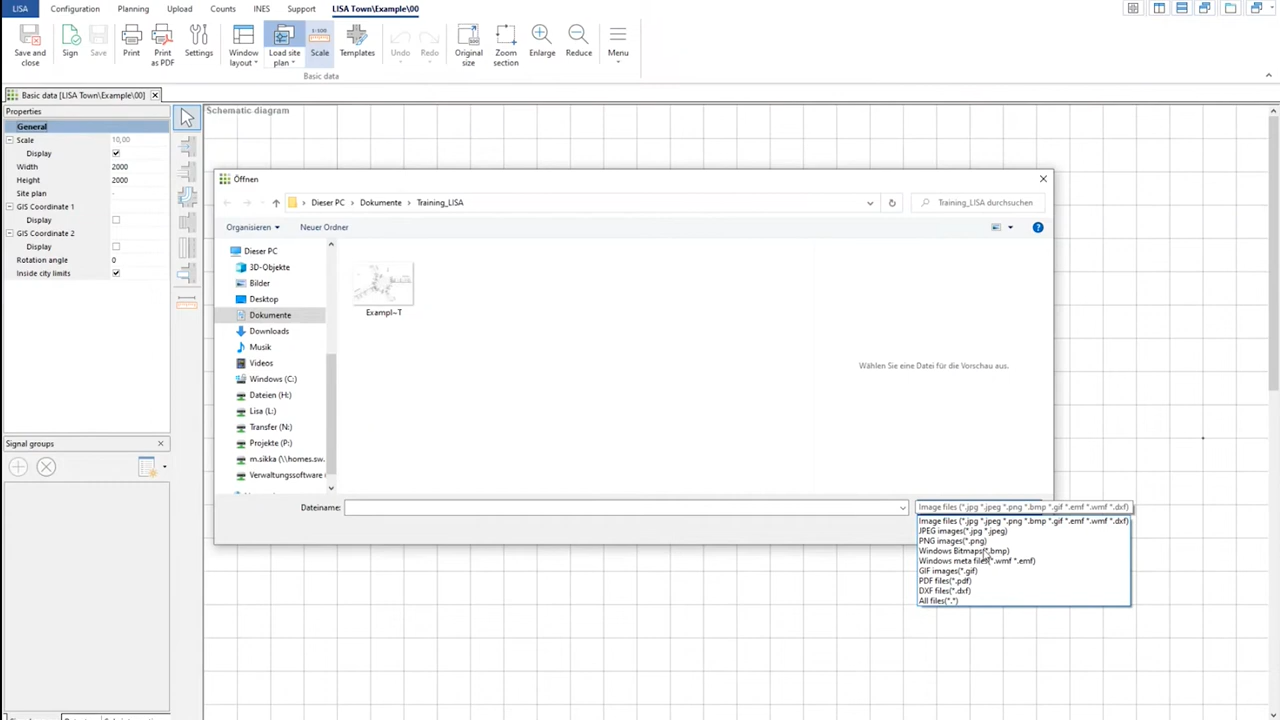 LISA Configuration Planning Upload Counts INES Support LISA Town\Example\00
Save and close
Sign
Save
Print
Print as PDF
Settings
Window layout
Load site plan
Scale
Templates
Undo
Redo
Original size
Zoom section
Enlarge
Reduce
Menu
Basic data
Basic data [LISA Town\Example\00]
Properties
General
Scale 10,00
Display
Width 2000
Height 2000
Site plan -
GIS Coordinate 1
Display
GIS Coordinate 2
Display
Rotation angle 0
Inside city limits
Signal groups
Schematic diagram
Öffnen
Dieser PC > Dokumente > Training_LISA
Training_LISA durchsuchen
Organisieren
Neuer Ordner
Dieser PC
3D-Objekte
Bilder
Desktop
Dokumente
Downloads
Musik
Videos
Windows (C:)
Dateien (H:)
Lisa (L:)
Transfer (N:)
Projekte (P:)
m.sikka (\\homes.sw.
Verwaltungssoftware
Exampl~T
Wählen Sie eine Datei für die Vorschau aus.
Dateiname:
Image files (*.jpg *.jpeg *.png *.bmp *.gif *.emf *.wmf *.dxf)
Image files (*.jpg *.jpeg *.png *.bmp *.gif *.emf *.wmf *.dxf)
JPEG images(*.jpg *.jpeg)
PNG images(*.png)
Windows Bitmaps(*.bmp)
Windows meta files(*.wmf *.emf)
GIF images(*.gif)
PDF files(*.pdf)
DXF files(*.dxf)
All files(*.*)